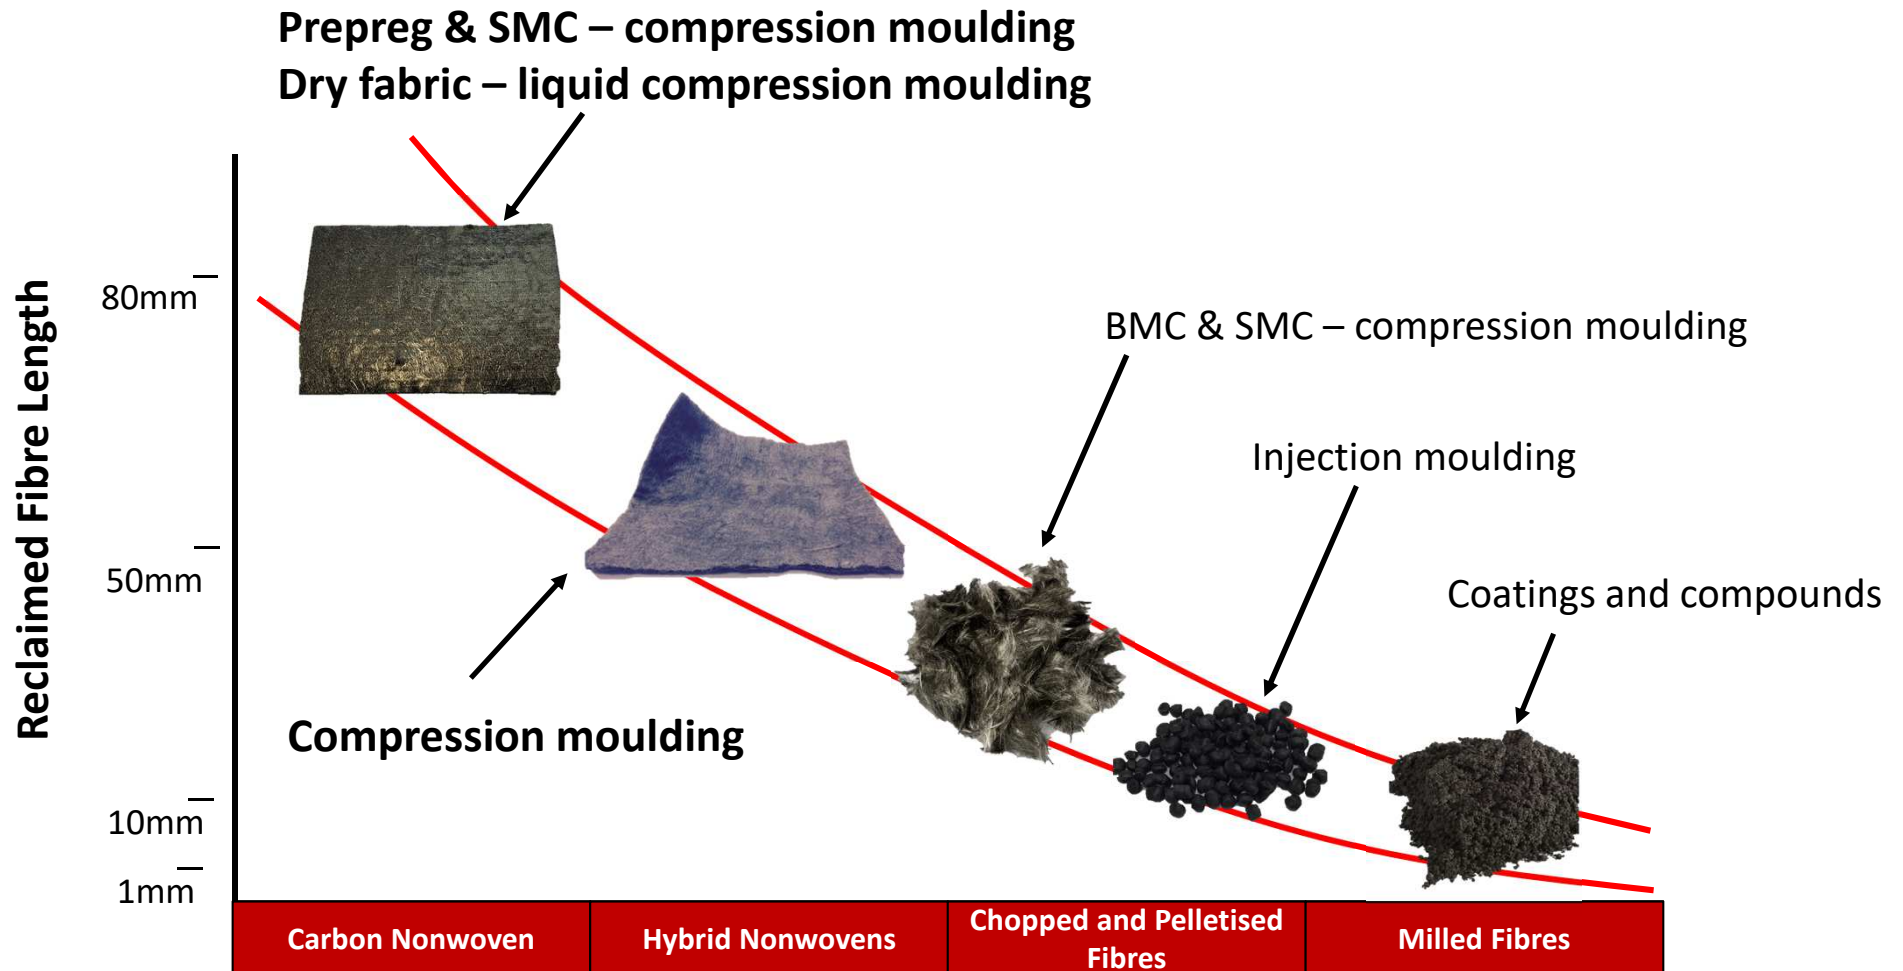 Prepreg & SMC – compression moulding
Dry fabric – liquid compression moulding
Reclaimed Fibre Length
80mm
50mm
10mm
1mm
BMC & SMC – compression moulding
Injection moulding
Coatings and compounds
Compression moulding
Carbon Nonwoven
Hybrid Nonwovens
Chopped and Pelletised
Fibres
Milled Fibres